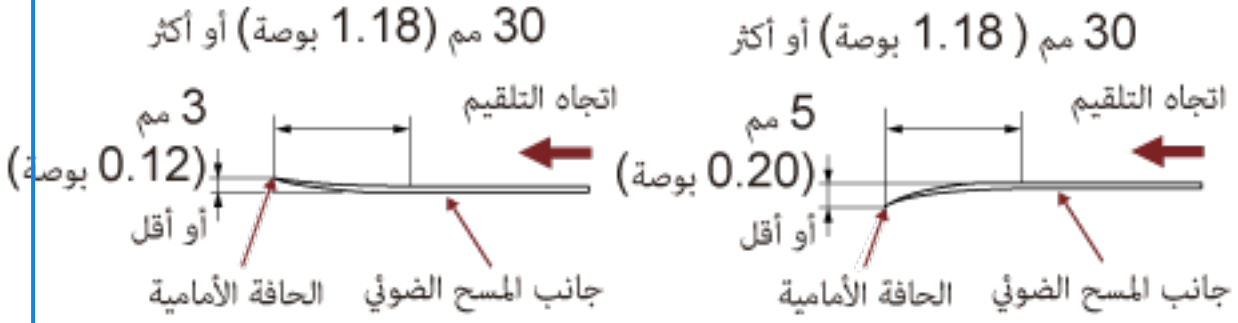 30 مم (1.18 بوصة) أو أكثر
30 مم ( 1.18 بوصة) أو أكثر
اتجاه التلقيم
3 مم
(0.12 بوصة)
أو أقل
جانب المسح الضوئي
الحافة الأمامية
اتجاه التلقيم
5 مم
(0.20 بوصة)
أو أقل
جانب المسح الضوئي
الحافة الأمامية